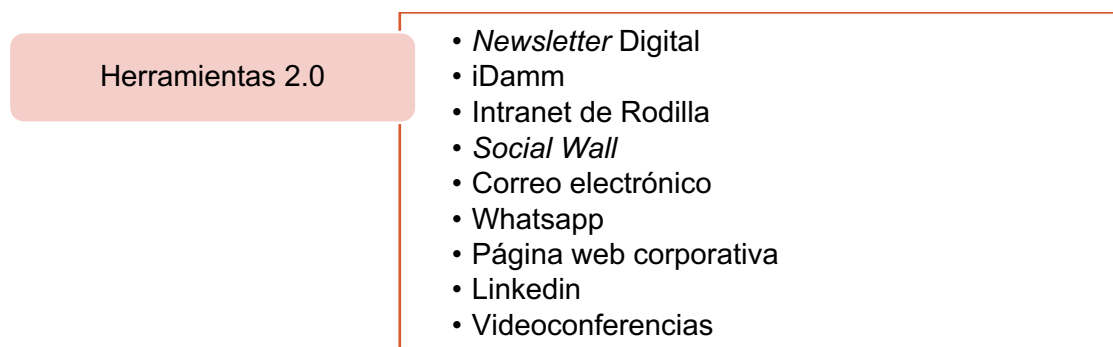 Herramientas 2.0
• Newsletter Digital
• iDamm
• Intranet de Rodilla
• Social Wall
• Correo electrónico
• Whatsapp
• Página web corporativa
• Linkedin
• Videoconferencias